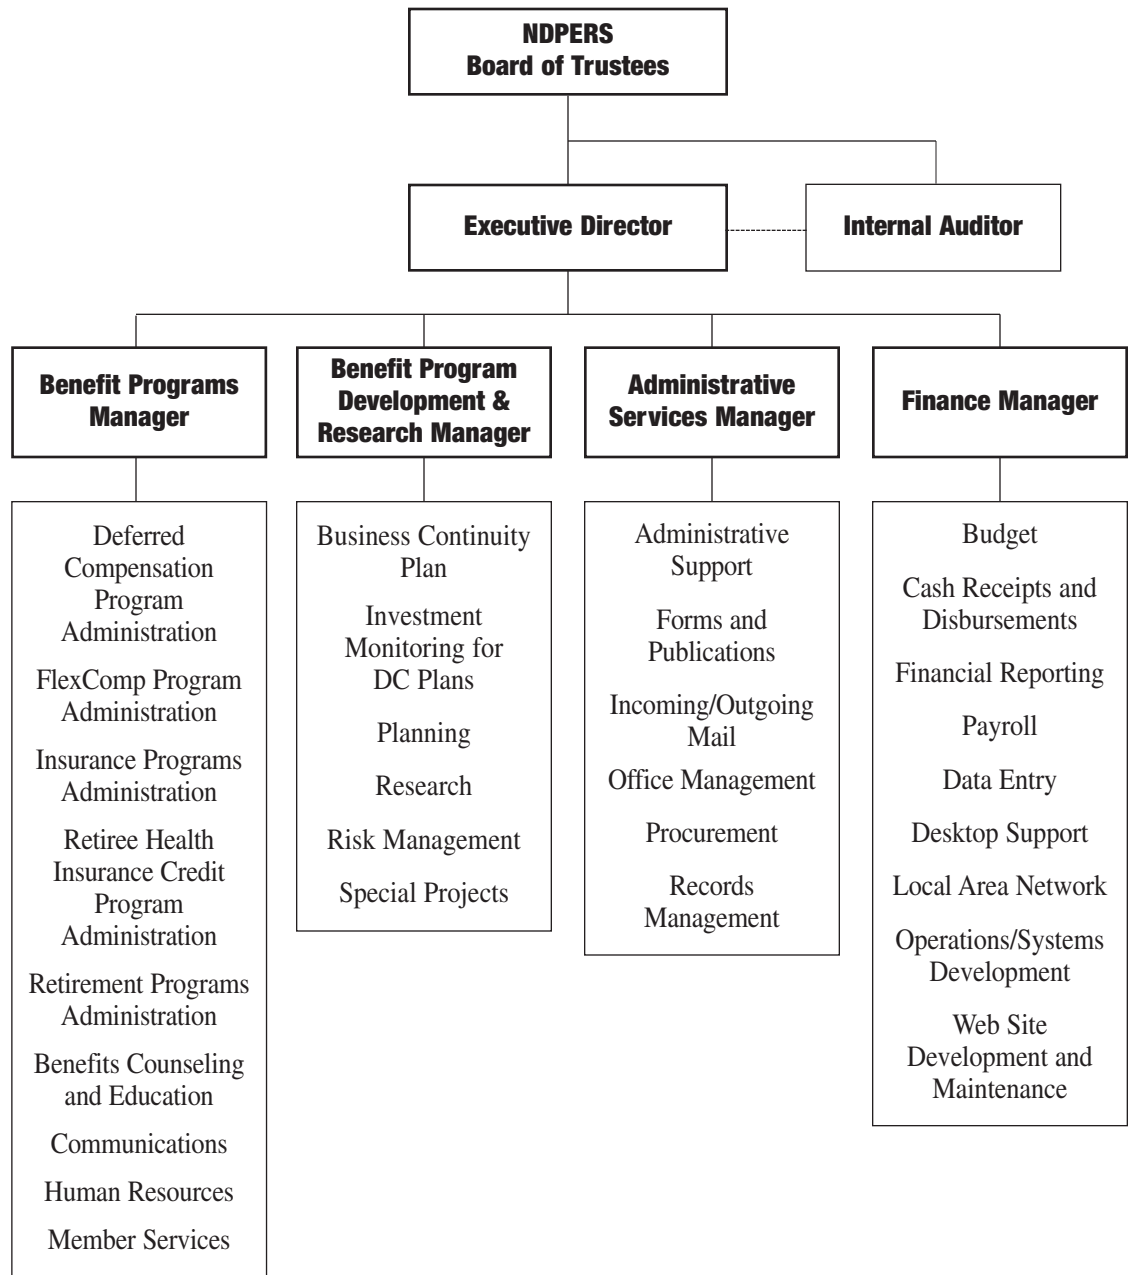 NDPERS
Board of Trustees
Executive Director
Internal Auditor
Benefit Programs
Manager
Benefit Program
Development &
Research Manager
Administrative
Services Manager
Finance Manager
Deferred
Compensation
Program
Administration
FlexComp Program
Administration
Insurance Programs
Administration
Retiree Health
Insurance Credit
Program
Administration
Retirement Programs
Administration
Benefits Counseling
and Education
Communications
Human Resources
Member Services
Business Continuity
Plan
Investment
Monitoring for
DC Plans
Planning
Research
Risk Management
Special Projects
Administrative
Support
Forms and
Publications
Incoming/Outgoing
Mail
Office Management
Procurement
Records
Management
Budget
Cash Receipts and
Disbursements
Financial Reporting
Payroll
Data Entry
Desktop Support
Local Area Network
Operations/Systems
Development
Web Site
Development and
Maintenance